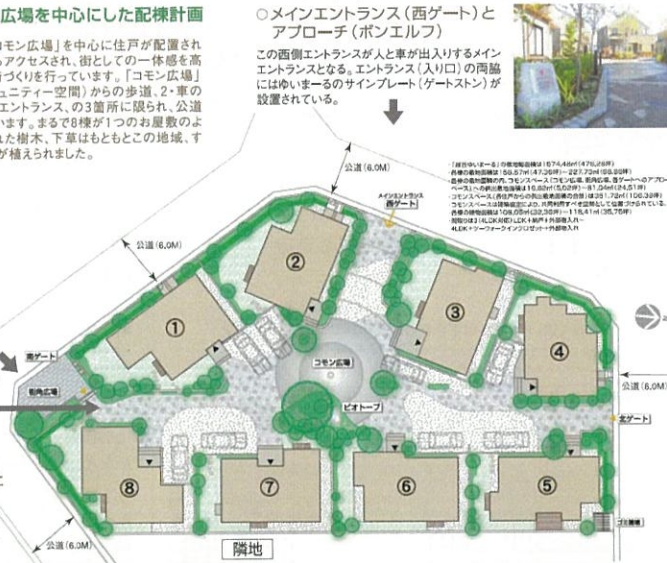 広場を中心にした配棟計画
コモン広場」を中心に住戸が配置され
らアクセスされ、街としての一体感を高
街づくりを行っています。「コモン広場」
ュニティー空間)からの歩道、2・車の
エントランス、の3箇所に限られ、公道
います。まるで8棟が1つのお屋敷のよ
れた樹木、下草はもともとこの地域、す
が植えられました。
○メインエントランス(西ゲート)と
アプローチ(ボンエルフ)
この西側エントランスが人と車が出入りするメイン
エントランスとなる。エントランス(入り口)の両脇
にはゆいまーるのサインプレート(ゲートストン)が
設置されている。
公道(6.0M)
メインエントランス
西ゲート
公道(6.0M)
②
①
③
④
南ゲート
街角広場
コモン広場
ビオトープ
公道(6.0M)
北ゲート
⑧
⑦
⑥
⑤
ゴミ置場
公道(6.0M)
隣地